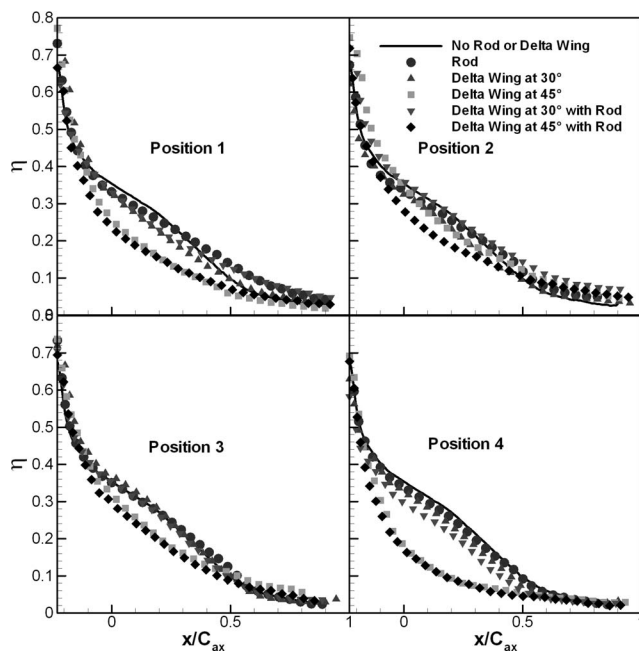 0.8
0.7
0.6
0.5
η
0.4
0.3
0.2
0.1
Position 1
No Rod or Delta Wing
Rod
Delta Wing at 30°
Delta Wing at 45°
Delta Wing at 30° with Rod
Delta Wing at 45° with Rod
Position 2
0.7
0.6
0.5
η
0.4
0.3
0.2
0.1
0
Position 3
Position 4
0 0.5 1 0 0.5 1
x/Cax x/Cax